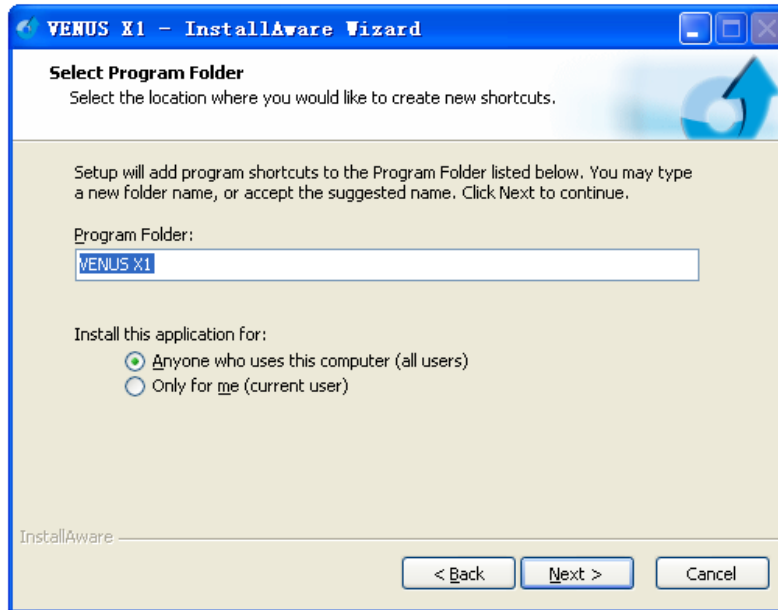 VENUS X1 - InstallAware Wizard
Select Program Folder
Select the location where you would like to create new shortcuts.
Setup will add program shortcuts to the Program Folder listed below. You may type
a new folder name, or accept the suggested name. Click Next to continue.
Program Folder:
VENUS X1
Install this application for:
Anyone who uses this computer (all users)
Only for me (current user)
InstallAware
< Back
Next >
Cancel